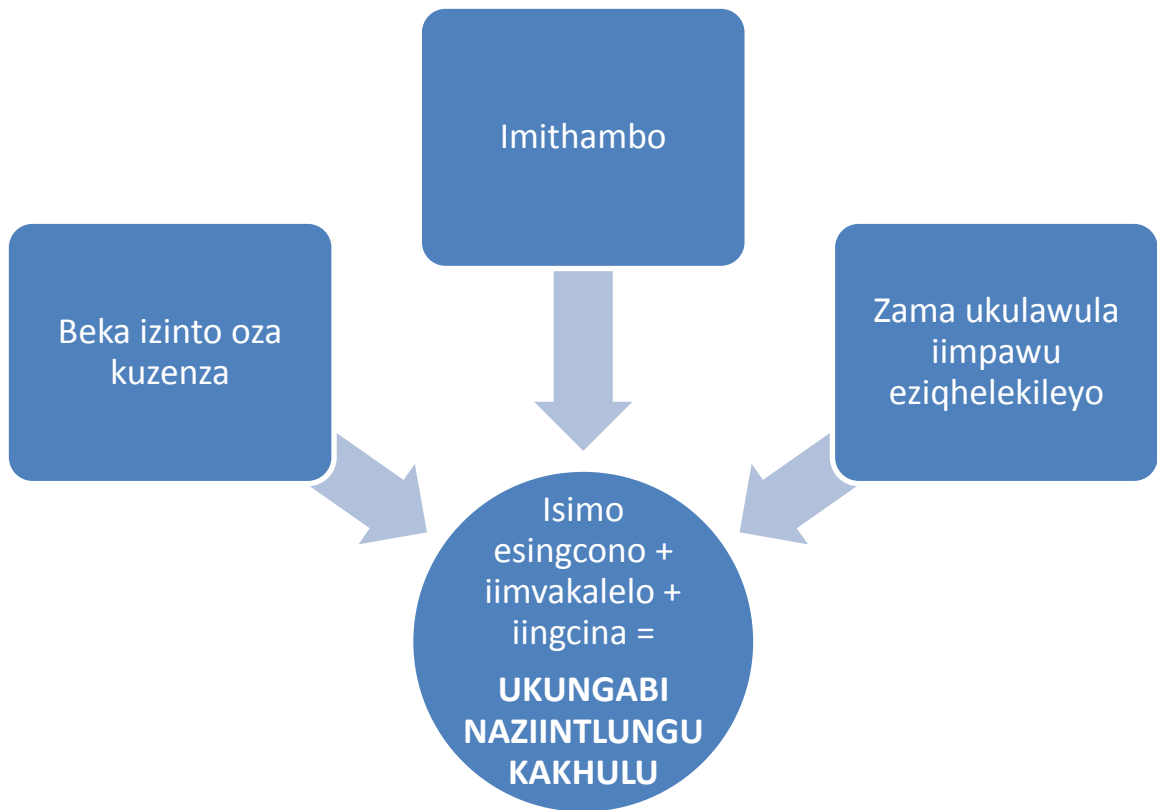 Imithambo
Beka izinto oza
kuzenza
Zama ukulawula
iimpawu
eziqhelekileyo
Isimo
esingcono +
iimvakalelo +
iingcina =
UKUNGABI
NAZIINTLUNGU
KAKHULU